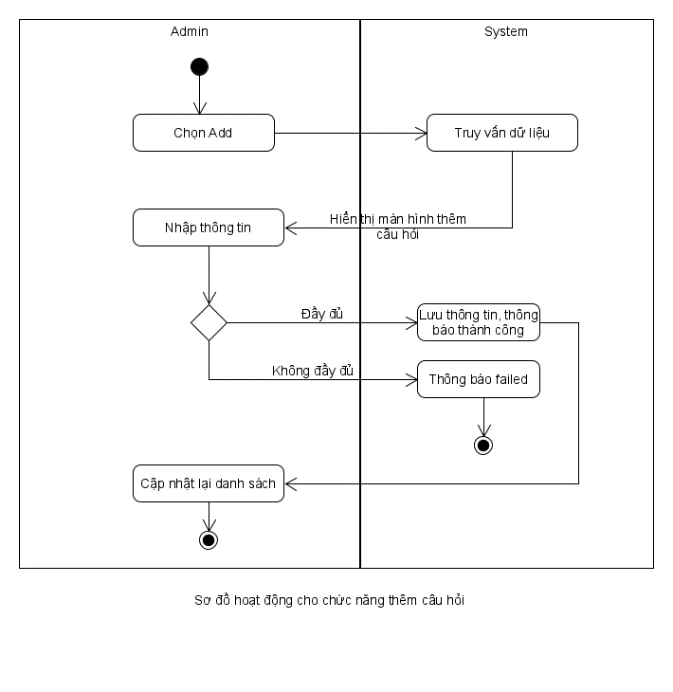 Admin
System
Chọn Add
Truy vấn dữ liệu
Hiển thị màn hình thêm
câu hỏi
Nhập thông tin
Đầy đủ
Lưu thông tin, thông
báo thành công
Không đầy đủ
Thông báo failed
Cập nhật lại danh sách
Sơ đồ hoạt động cho chức năng thêm câu hỏi